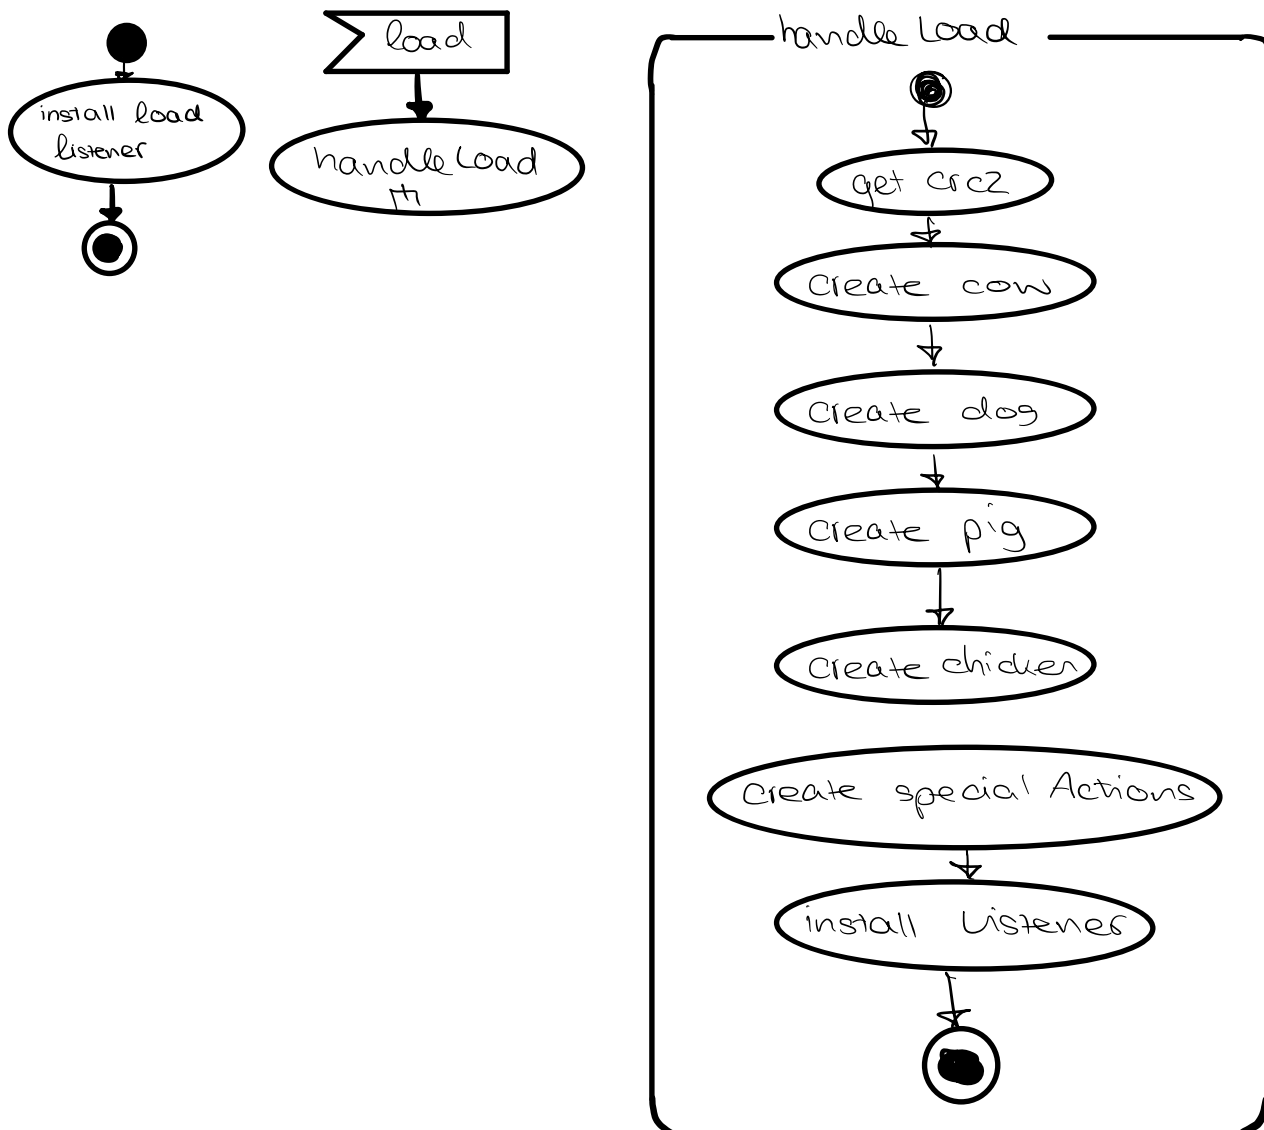 install load
listener
load
handleLoad
handle Load
get crc2
create cow
create dog
create pig
create chicken
create special Actions
install Listener